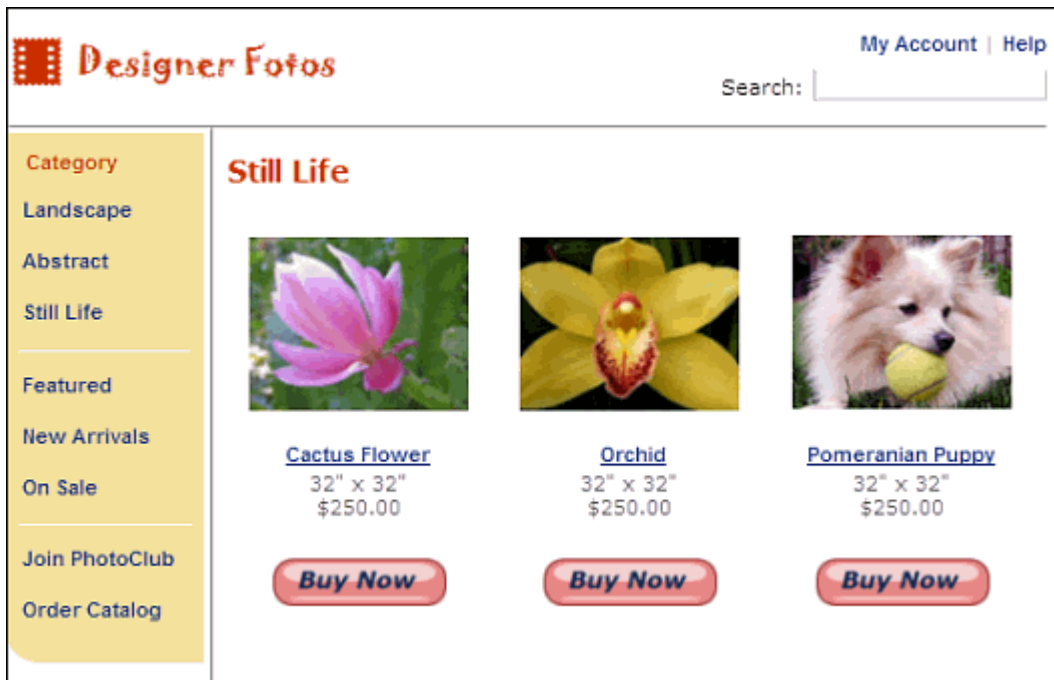 Designer Fotos
My Account | Help
Search:
Category
Landscape
Abstract
Still Life
Featured
New Arrivals
On Sale
Join PhotoClub
Order Catalog
Still Life
Cactus Flower
32" x 32"
$250.00
Buy Now
Orchid
32" x 32"
$250.00
Buy Now
Pomeranian Puppy
32" x 32"
$250.00
Buy Now